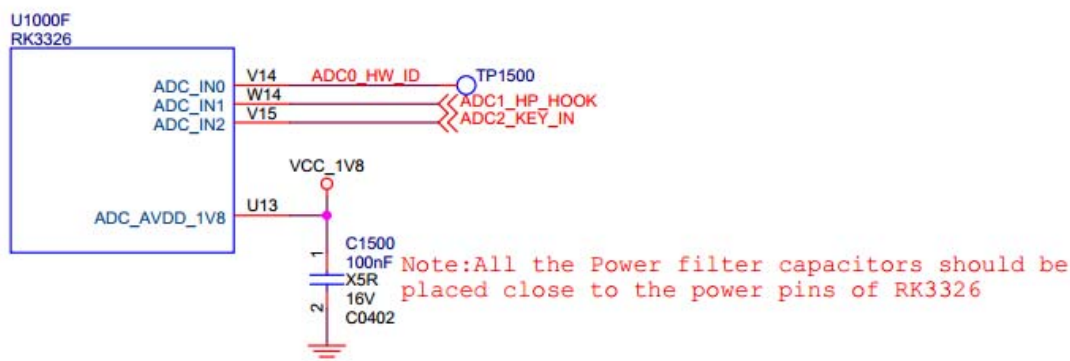 U1000F
RK3326
ADC_IN0 V14 ADC0_HW_ID TP1500
ADC_IN1 W14 ADC1_HP_HOOK
ADC_IN2 V15 ADC2_KEY_IN
VCC_1V8
ADC_AVDD_1V8 U13
1
C1500
100nF
X5R
16V
C0402
2
Note:All the Power filter capacitors should be
placed close to the power pins of RK3326